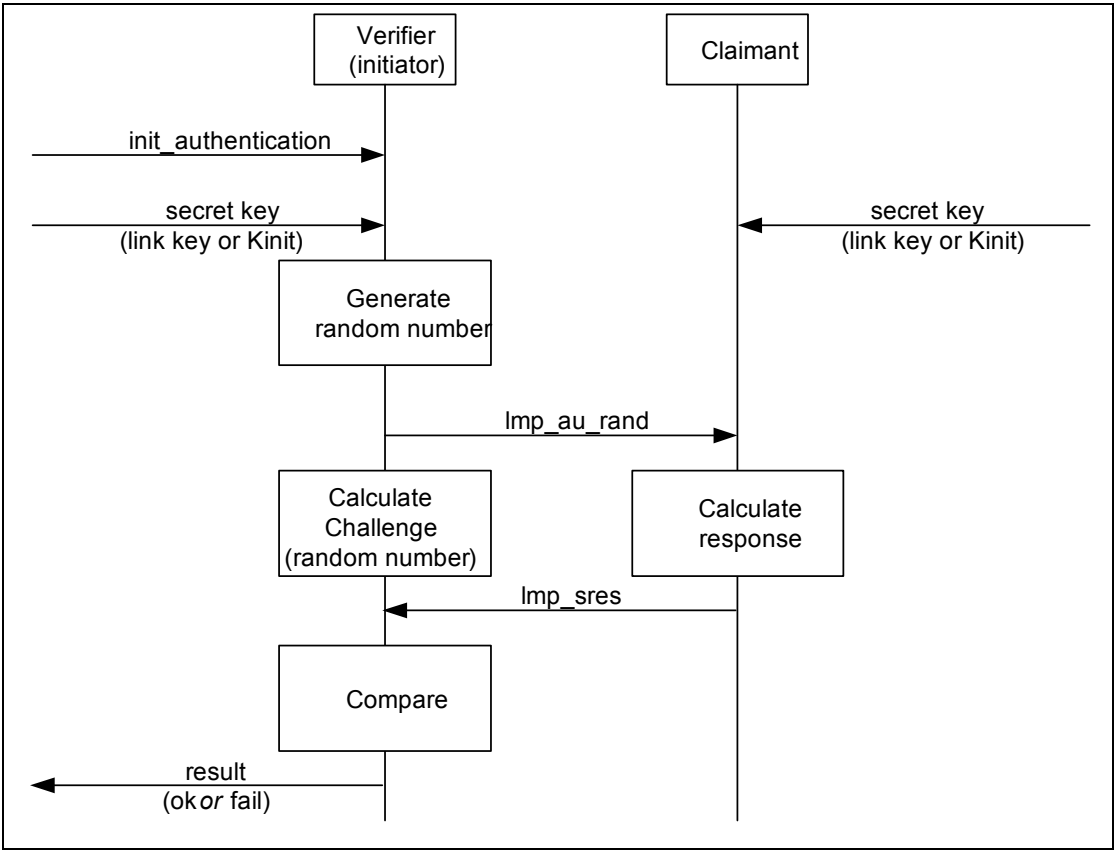 Verifier
(initiator)
Claimant
init_authentication
secret key
(link key or Kinit)
secret key
(link key or Kinit)
Generate
random number
lmp_au_rand
Calculate
Challenge
(random number)
Calculate
response
lmp_sres
Compare
result
(ok or fail)